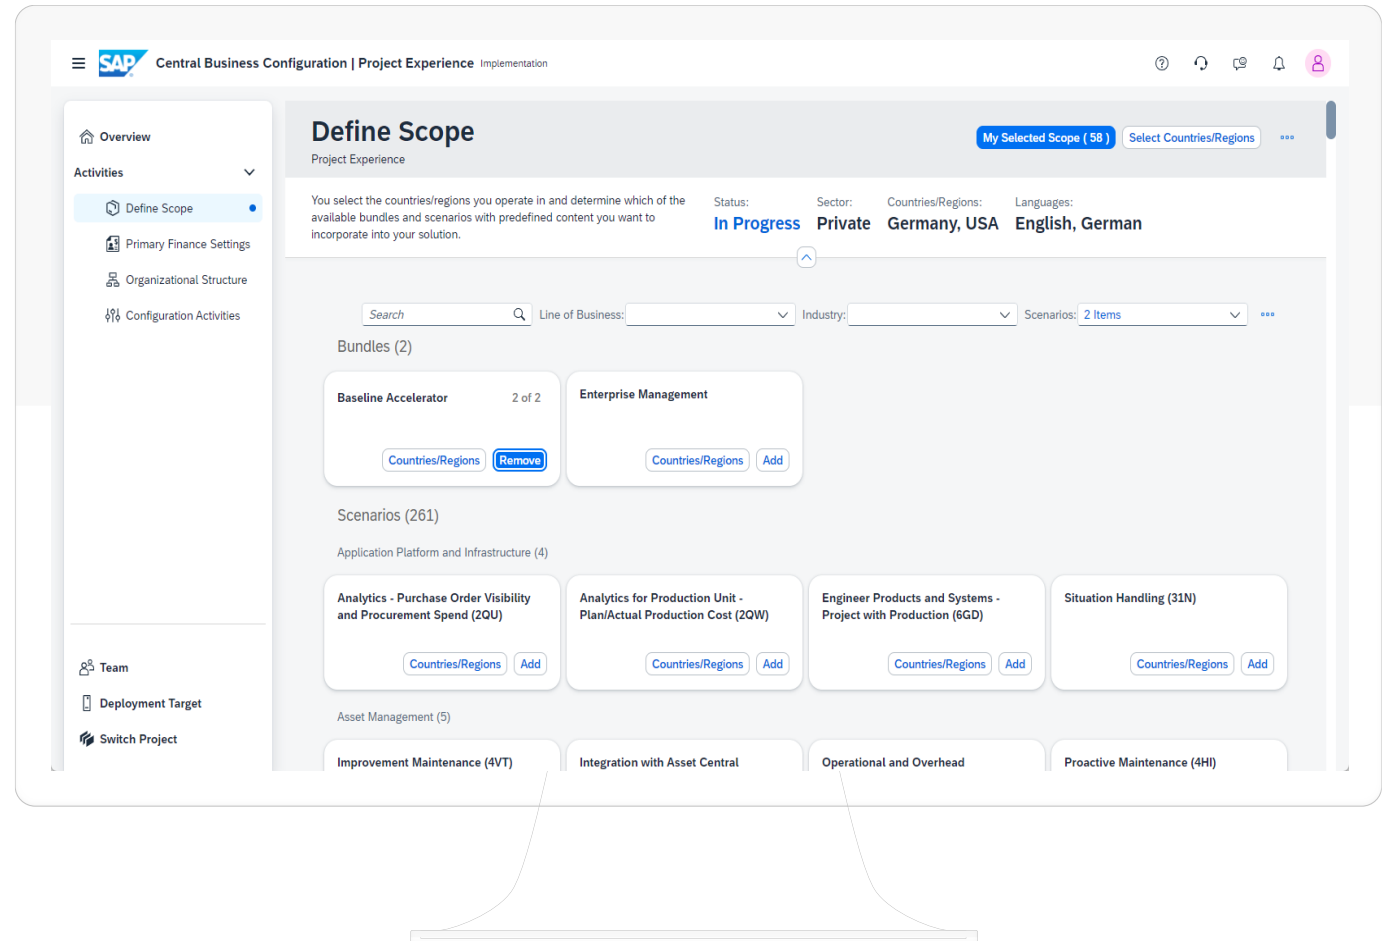 SAP Central Business Configuration | Project Experience Implementation
Overview
Activities
Define Scope
Primary Finance Settings
Organizational Structure
Configuration Activities
Team
Deployment Target
Switch Project
Define Scope
Project Experience
My Selected Scope ( 58 ) Select Countries/Regions
You select the countries/regions you operate in and determine which of the
available bundles and scenarios with predefined content you want to
incorporate into your solution.
Status: Sector: Countries/Regions: Languages:
In Progress Private Germany, USA English, German
Search Line of Business: Industry: Scenarios: 2 Items
Bundles (2)
Baseline Accelerator 2 of 2
Countries/Regions Remove
Enterprise Management
Countries/Regions Add
Scenarios (261)
Application Platform and Infrastructure (4)
Analytics - Purchase Order Visibility
and Procurement Spend (2QU)
Countries/Regions Add
Analytics for Production Unit -
Plan/Actual Production Cost (2QW)
Countries/Regions Add
Engineer Products and Systems -
Project with Production (6GD)
Countries/Regions Add
Situation Handling (31N)
Countries/Regions Add
Asset Management (5)
Improvement Maintenance (4VT)
Integration with Asset Central
Operational and Overhead
Proactive Maintenance (4HI)